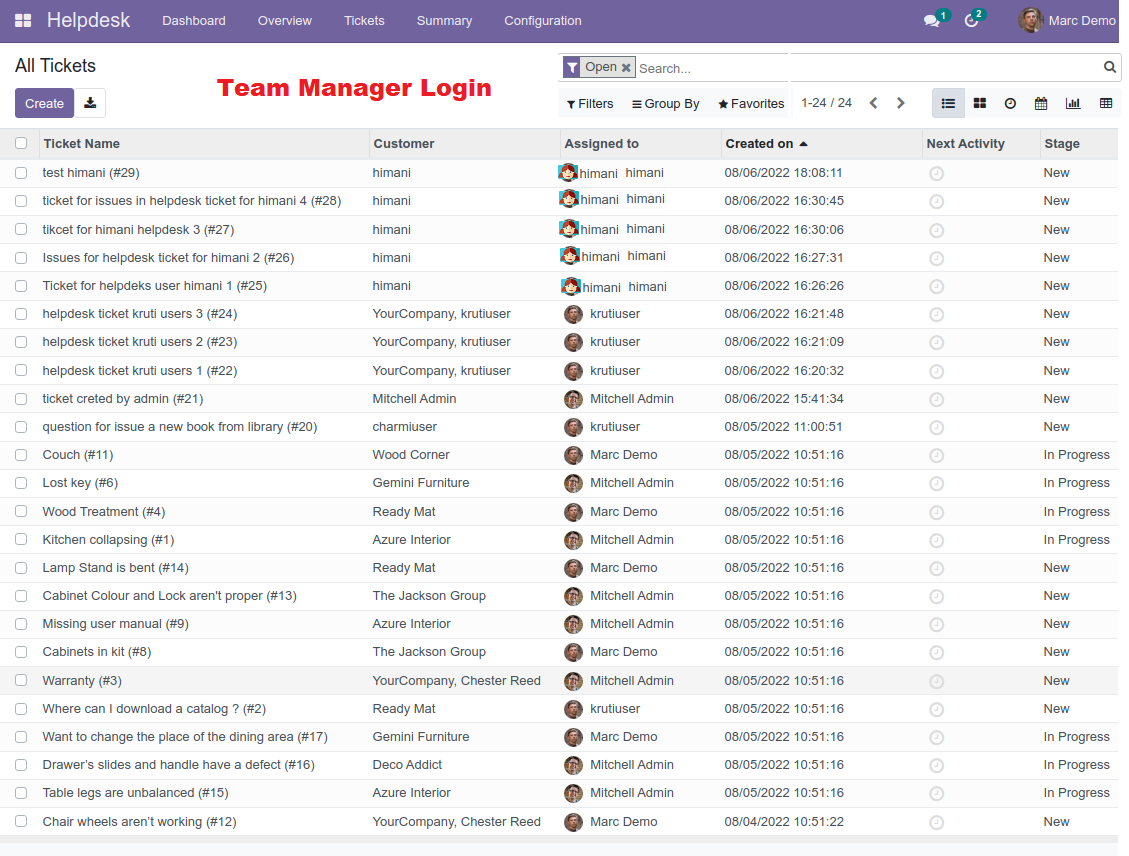 Helpdesk Dashboard Overview Tickets Summary Configuration 1 2 Marc Demo
All Tickets
Team Manager Login
Open Search...
Create Filters Group By Favorites 1-24 / 24
Ticket Name Customer Assigned to Created on Next Activity Stage
test himani (#29) himani himani himani 08/06/2022 18:08:11 New
ticket for issues in helpdesk ticket for himani 4 (#28) himani himani himani 08/06/2022 16:30:45 New
tikcet for himani helpdesk 3 (#27) himani himani himani 08/06/2022 16:30:06 New
Issues for helpdesk ticket for himani 2 (#26) himani himani himani 08/06/2022 16:27:31 New
Ticket for helpdeks user himani 1 (#25) himani himani himani 08/06/2022 16:26:26 New
helpdesk ticket kruti users 3 (#24) YourCompany, krutiuser krutiuser 08/06/2022 16:21:48 New
helpdesk ticket kruti users 2 (#23) YourCompany, krutiuser krutiuser 08/06/2022 16:21:09 New
helpdesk ticket kruti users 1 (#22) YourCompany, krutiuser krutiuser 08/06/2022 16:20:32 New
ticket creted by admin (#21) Mitchell Admin Mitchell Admin 08/06/2022 15:41:34 New
question for issue a new book from library (#20) charmiuser krutiuser 08/05/2022 11:00:51 New
Couch (#11) Wood Corner Marc Demo 08/05/2022 10:51:16 In Progress
Lost key (#6) Gemini Furniture Mitchell Admin 08/05/2022 10:51:16 In Progress
Wood Treatment (#4) Ready Mat Marc Demo 08/05/2022 10:51:16 In Progress
Kitchen collapsing (#1) Azure Interior Mitchell Admin 08/05/2022 10:51:16 In Progress
Lamp Stand is bent (#14) Ready Mat Marc Demo 08/05/2022 10:51:16 New
Cabinet Colour and Lock aren't proper (#13) The Jackson Group Mitchell Admin 08/05/2022 10:51:16 New
Missing user manual (#9) Azure Interior Mitchell Admin 08/05/2022 10:51:16 New
Cabinets in kit (#8) The Jackson Group Marc Demo 08/05/2022 10:51:16 New
Warranty (#3) YourCompany, Chester Reed Mitchell Admin 08/05/2022 10:51:16 New
Where can I download a catalog ? (#2) Ready Mat krutiuser 08/05/2022 10:51:16 New
Want to change the place of the dining area (#17) Gemini Furniture Marc Demo 08/05/2022 10:51:16 In Progress
Drawer's slides and handle have a defect (#16) Deco Addict Mitchell Admin 08/05/2022 10:51:16 In Progress
Table legs are unbalanced (#15) Azure Interior Mitchell Admin 08/05/2022 10:51:16 In Progress
Chair wheels aren't working (#12) YourCompany, Chester Reed Marc Demo 08/04/2022 10:51:22 New